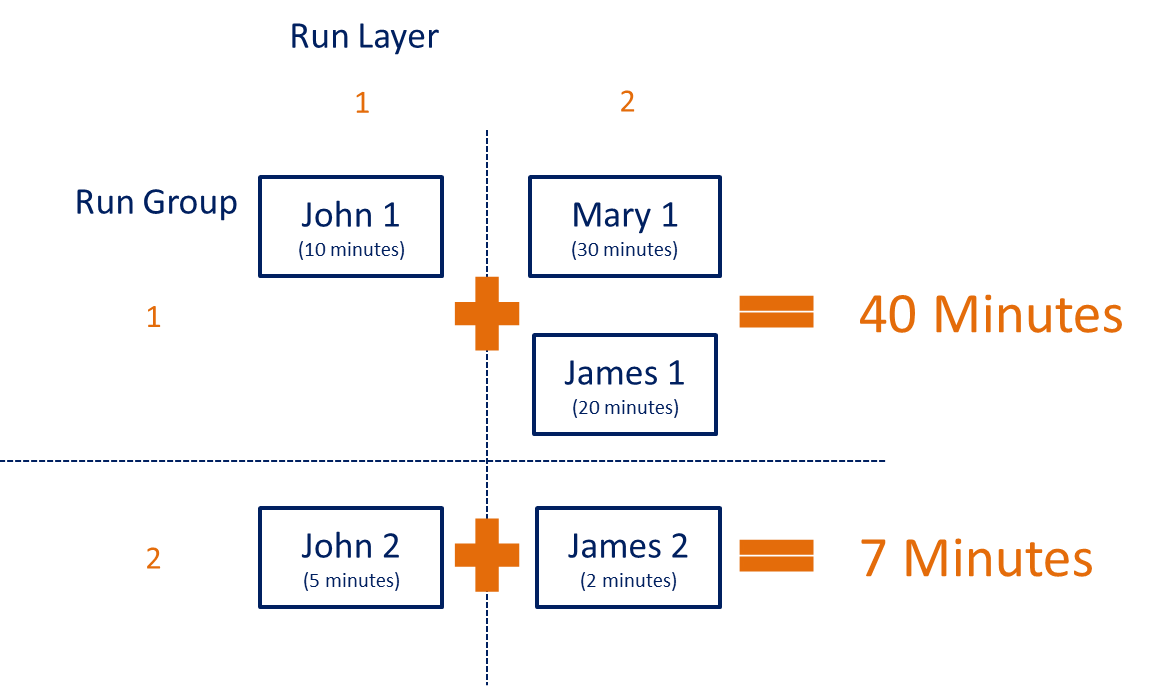 Run Layer
1
2
Run Group
John 1
(10 minutes)
Mary 1
(30 minutes)
1
40 Minutes
James 1
(20 minutes)
2
John 2
(5 minutes)
James 2
(2 minutes)
7 Minutes